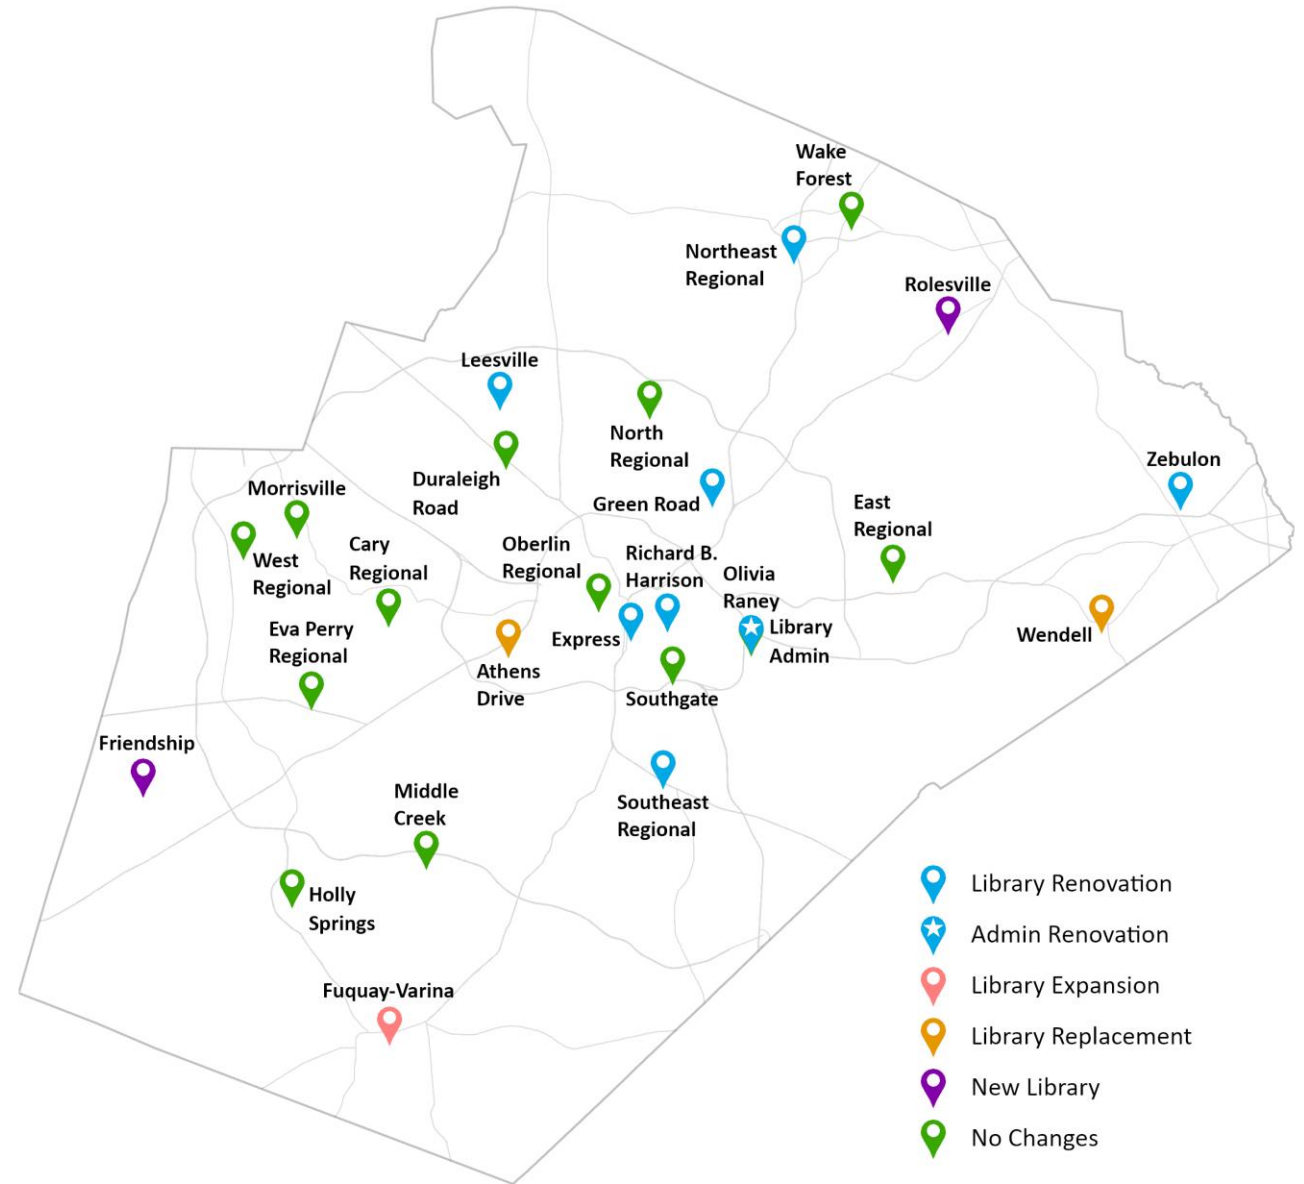 Wake
Forest
Northeast
Regional
Rolesville
Leesville
North
Regional
Duraleigh
Road
Green Road
Zebulon
Morrisville
West
Regional
Cary
Regional
Oberlin
Regional
Richard B.
Harrison
East
Regional
Olivia
Raney
Library
Admin
Express
Eva Perry
Regional
Athens
Drive
Southgate
Wendell
Friendship
Middle
Creek
Southeast
Regional
Holly
Springs
Fuquay-Varina
Library Renovation
Admin Renovation
Library Expansion
Library Replacement
New Library
No Changes